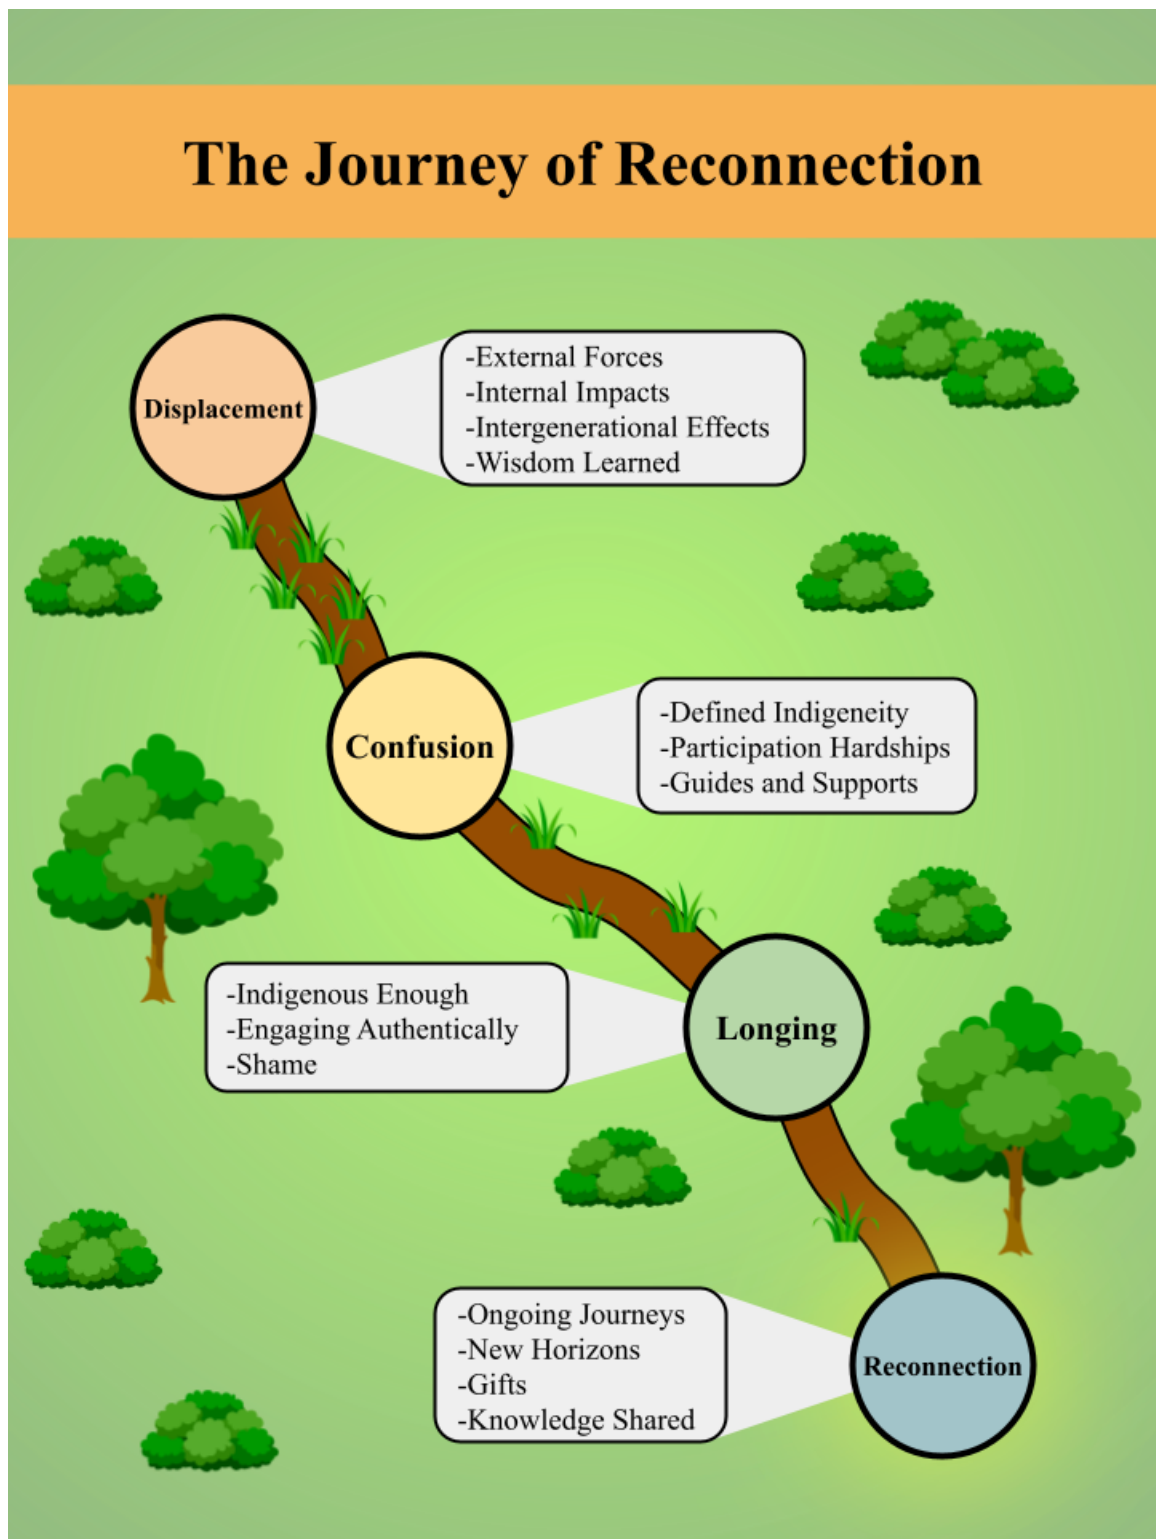 The Journey of Reconnection
Displacement
-External Forces
-Internal Impacts
-Intergenerational Effects
-Wisdom Learned
Confusion
-Defined Indigeneity
-Participation Hardships
-Guides and Supports
Longing
-Indigenous Enough
-Engaging Authentically
-Shame
Reconnection
-Ongoing Journeys
-New Horizons
-Gifts
-Knowledge Shared